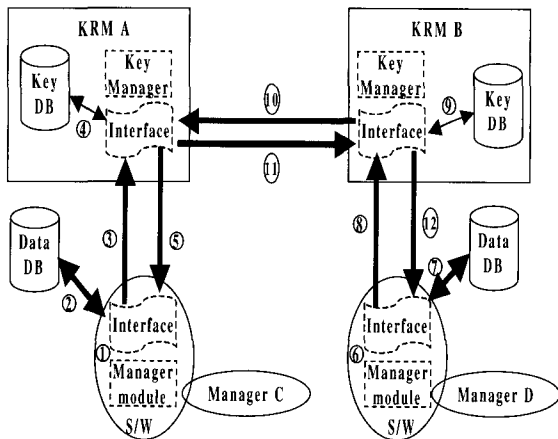 KRM A
KRM B
Key
Manager
Key
Manager
Key
DB
Key
DB
Interface
Interface
④
⑨
⑩
⑪
③
⑤
⑧
⑫
Data
DB
Data
DB
②
⑦
Interface
Interface
①
⑥
Manager
module
Manager
module
Manager C
Manager D
S/W
S/W